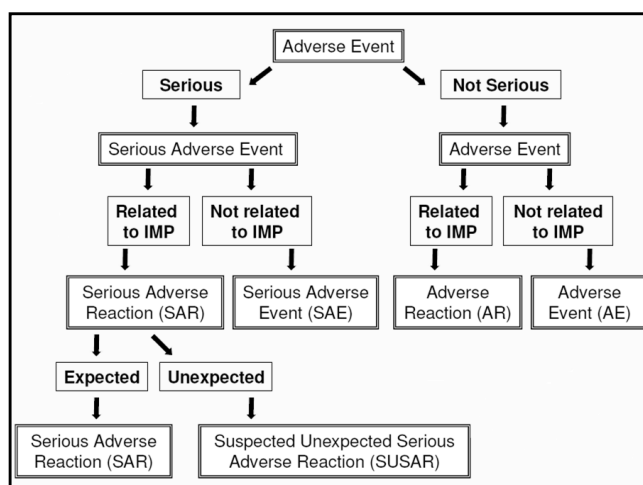 Adverse Event
Serious
Not Serious
Serious Adverse Event
Adverse Event
Related
to IMP
Not related
to IMP
Related
to IMP
Not related
to IMP
Serious Adverse
Reaction (SAR)
Serious Adverse
Event (SAE)
Adverse
Reaction (AR)
Adverse
Event (AE)
Expected
Unexpected
Serious Adverse
Reaction (SAR)
Suspected Unexpected Serious
Adverse Reaction (SUSAR)